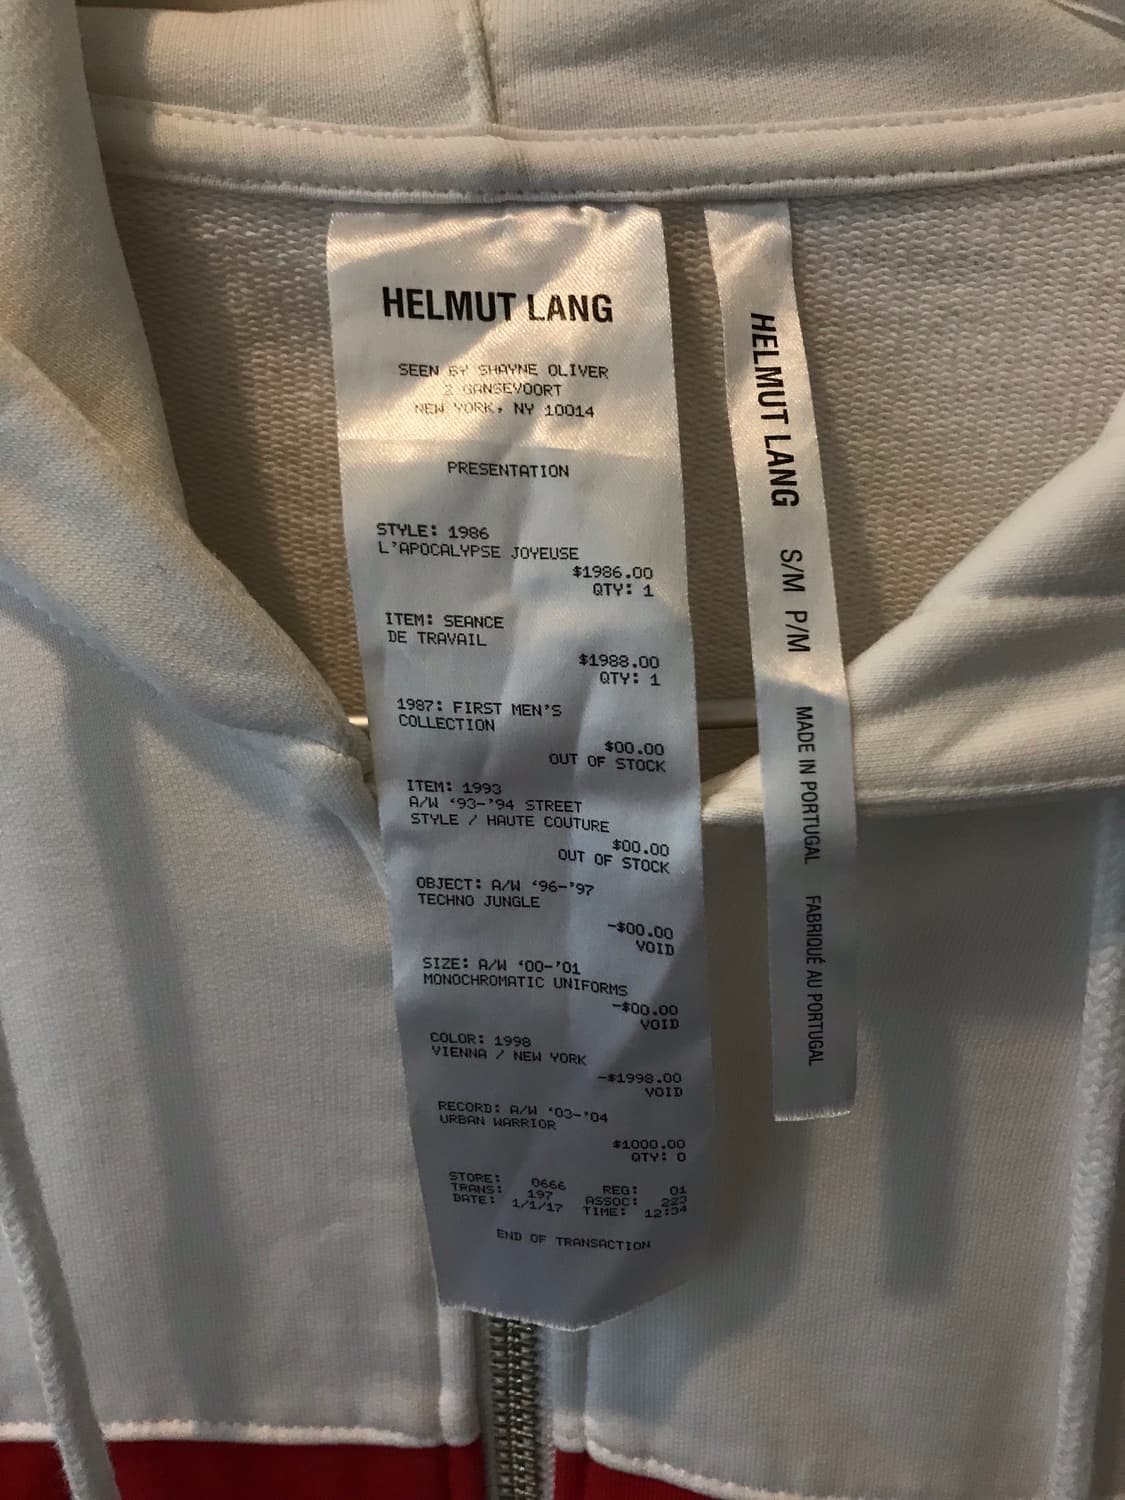 HELMUT LANG
SEEN BY SHAYNE OLIVER
2 GANSEVOORT
NEW YORK, NY 10014
PRESENTATION
STYLE: 1986
L'APOCALYPSE JOYEUSE
$1986.00
QTY: 1
ITEM: SEANCE
DE TRAVAIL
$1988.00
QTY: 1
1987: FIRST MEN'S
COLLECTION
$00.00
OUT OF STOCK
ITEM: 1993
A/W ‘93-’94 STREET
STYLE / HAUTE COUTURE
$00.00
OUT OF STOCK
OBJECT: A/W ‘96-’97
TECHNO JUNGLE
-$00.00
VOID
SIZE: A/W ‘00-’01
MONOCHROMATIC UNIFORMS
-$00.00
VOID
COLOR: 1998
VIENNA / NEW YORK
-$1998.00
VOID
RECORD: A/W ‘03-’04
URBAN WARRIOR
$1000.00
QTY: 0
STORE: 0666 REG: 01
TRANS: 197 ASSOC: 223
DATE: 1/1/17 TIME: 12:34
END OF TRANSACTION
HELMUT LANG S/M P/M MADE IN PORTUGAL FABRIQUÉ AU PORTUGAL